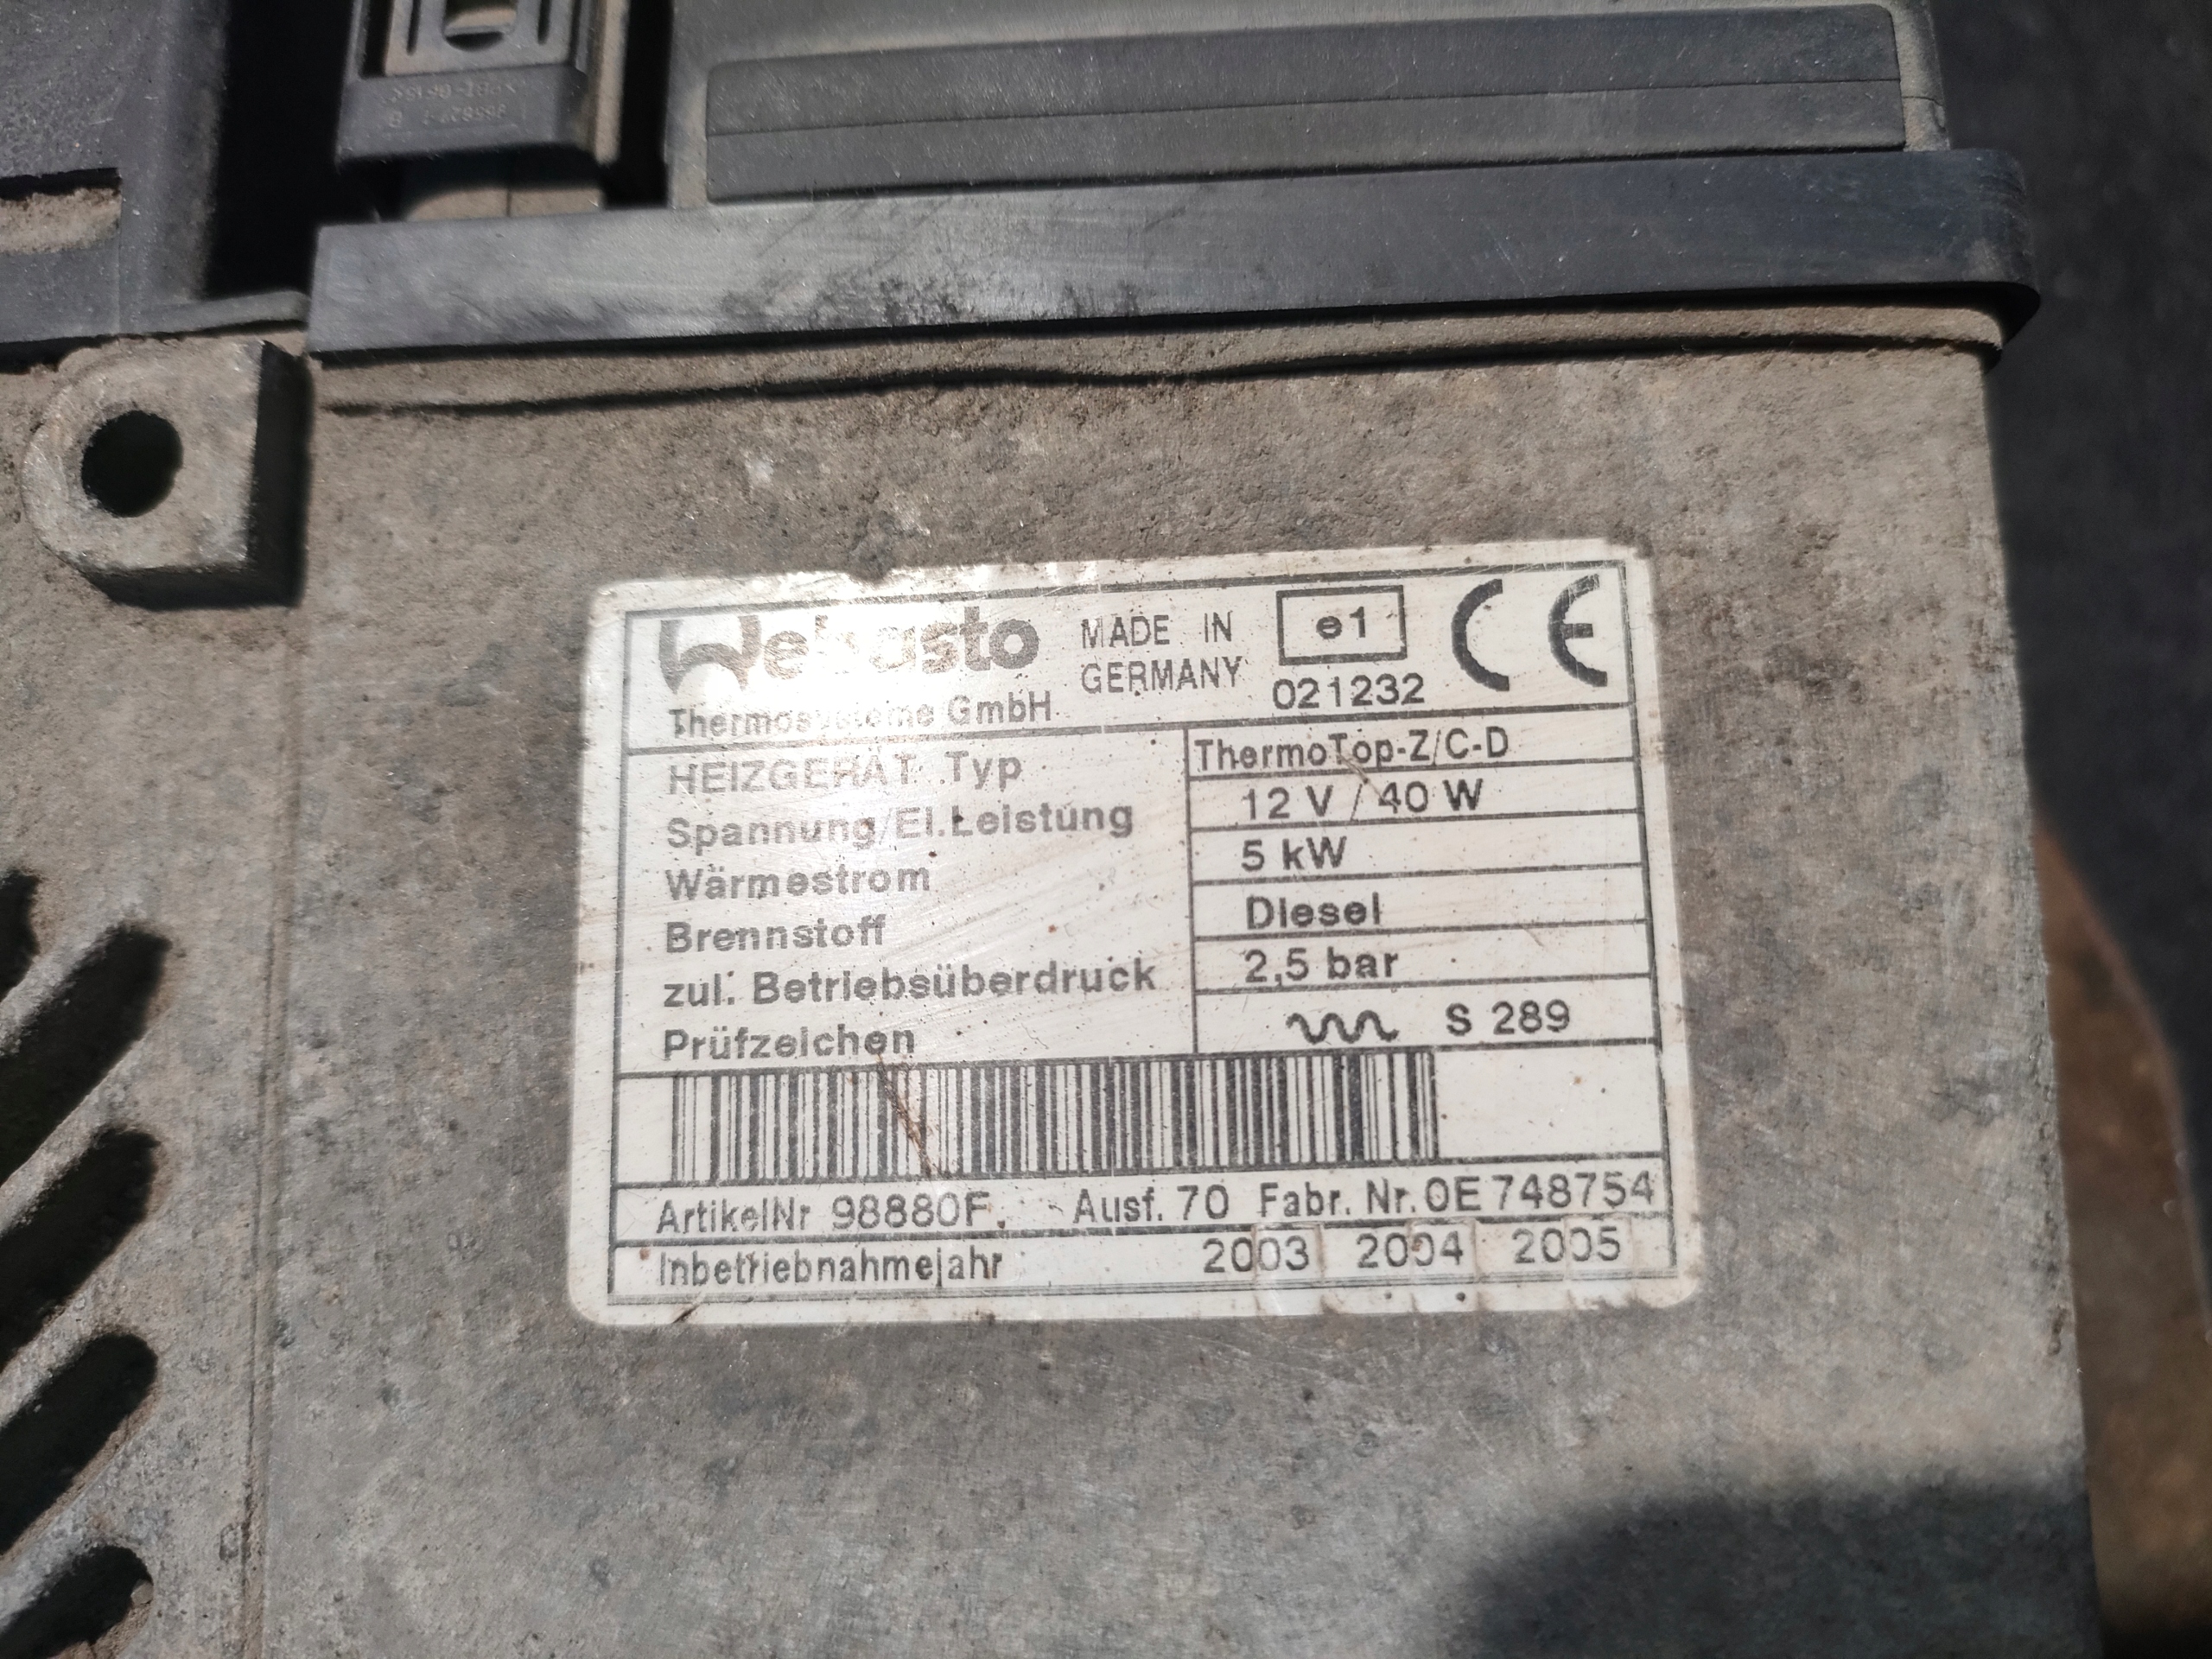 Webasto
MADE IN
GERMANY
e1
CE
021232
Thermosysteme GmbH
HEIZGERÄT Typ ThermoTop-Z/C-D
Spannung/El.Leistung 12 V / 40 W
Wärmestrom 5 kW
Brennstoff Diesel
zul. Betriebsüberdruck 2,5 bar
Prüfzeichen S 289
ArtikelNr 98880F. Ausf. 70 Fabr. Nr. 0E 748754
Inbetriebnahmejahr 2003 2004 2005